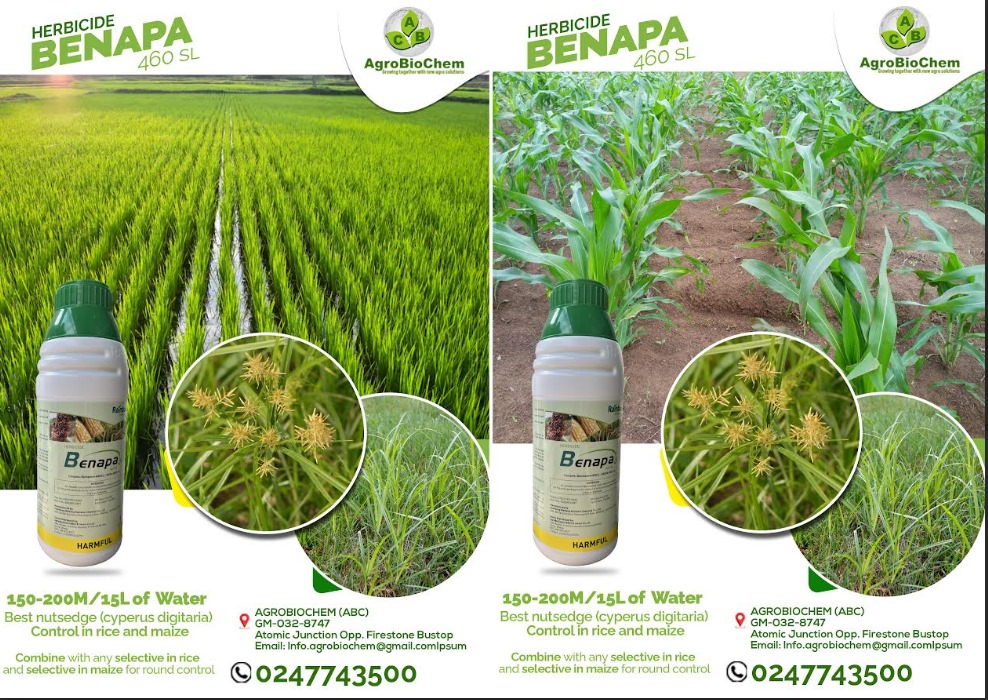 HERBICIDE
BENAPA
460 SL
A
C B
AgroBioChem
Growing together with new agro solutions
Benapa
HARMFUL
150-200M/15L of Water
Best nutsedge (cyperus digitaria)
Control in rice and maize
Combine with any selective in rice
and selective in maize for round control
AGROBIOCHEM (ABC)
GM-032-8747
Atomic Junction Opp. Firestone Bustop
Email: Info.agrobiochem@gmail.comlpsum
0247743500
HERBICIDE
BENAPA
460 SL
A
C B
AgroBioChem
Growing together with new agro solutions
Benapa
HARMFUL
150-200M/15L of Water
Best nutsedge (cyperus digitaria)
Control in rice and maize
Combine with any selective in rice
and selective in maize for round control
AGROBIOCHEM (ABC)
GM-032-8747
Atomic Junction Opp. Firestone Bustop
Email: Info.agrobiochem@gmail.comlpsum
0247743500